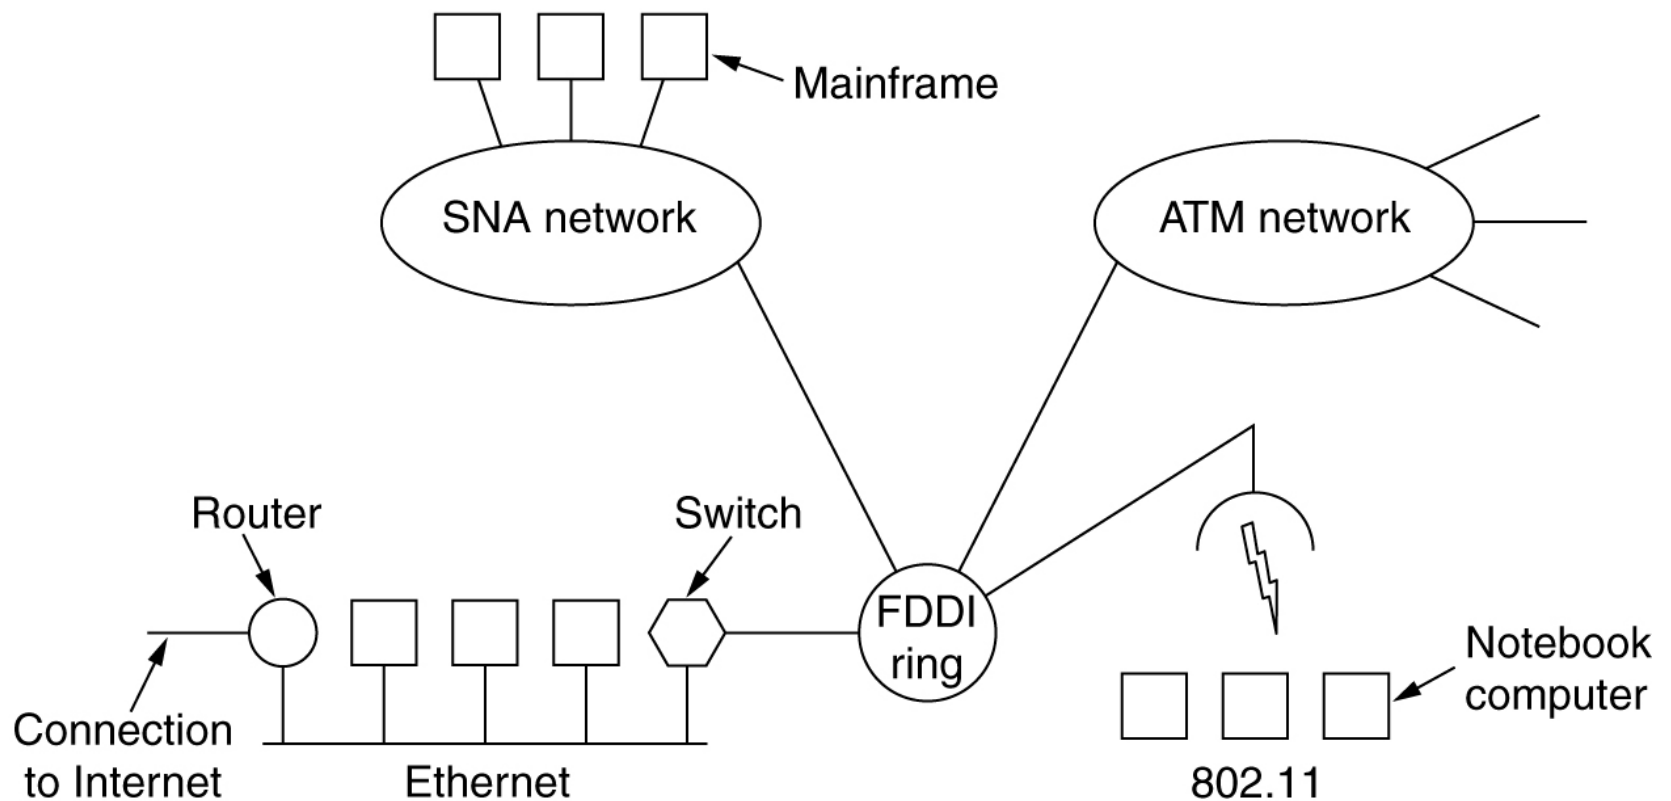 Mainframe
SNA network
ATM network
Router
Switch
FDDI
ring
Notebook
computer
Connection
to Internet
Ethernet
802.11